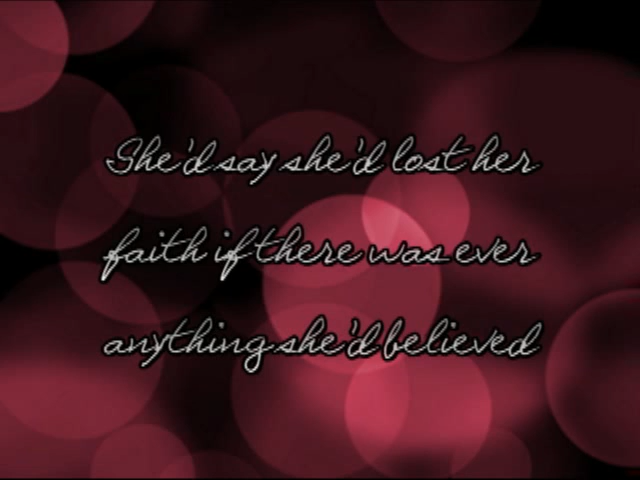 She'd say she'd lost her
faith if there was ever
anything she'd believed